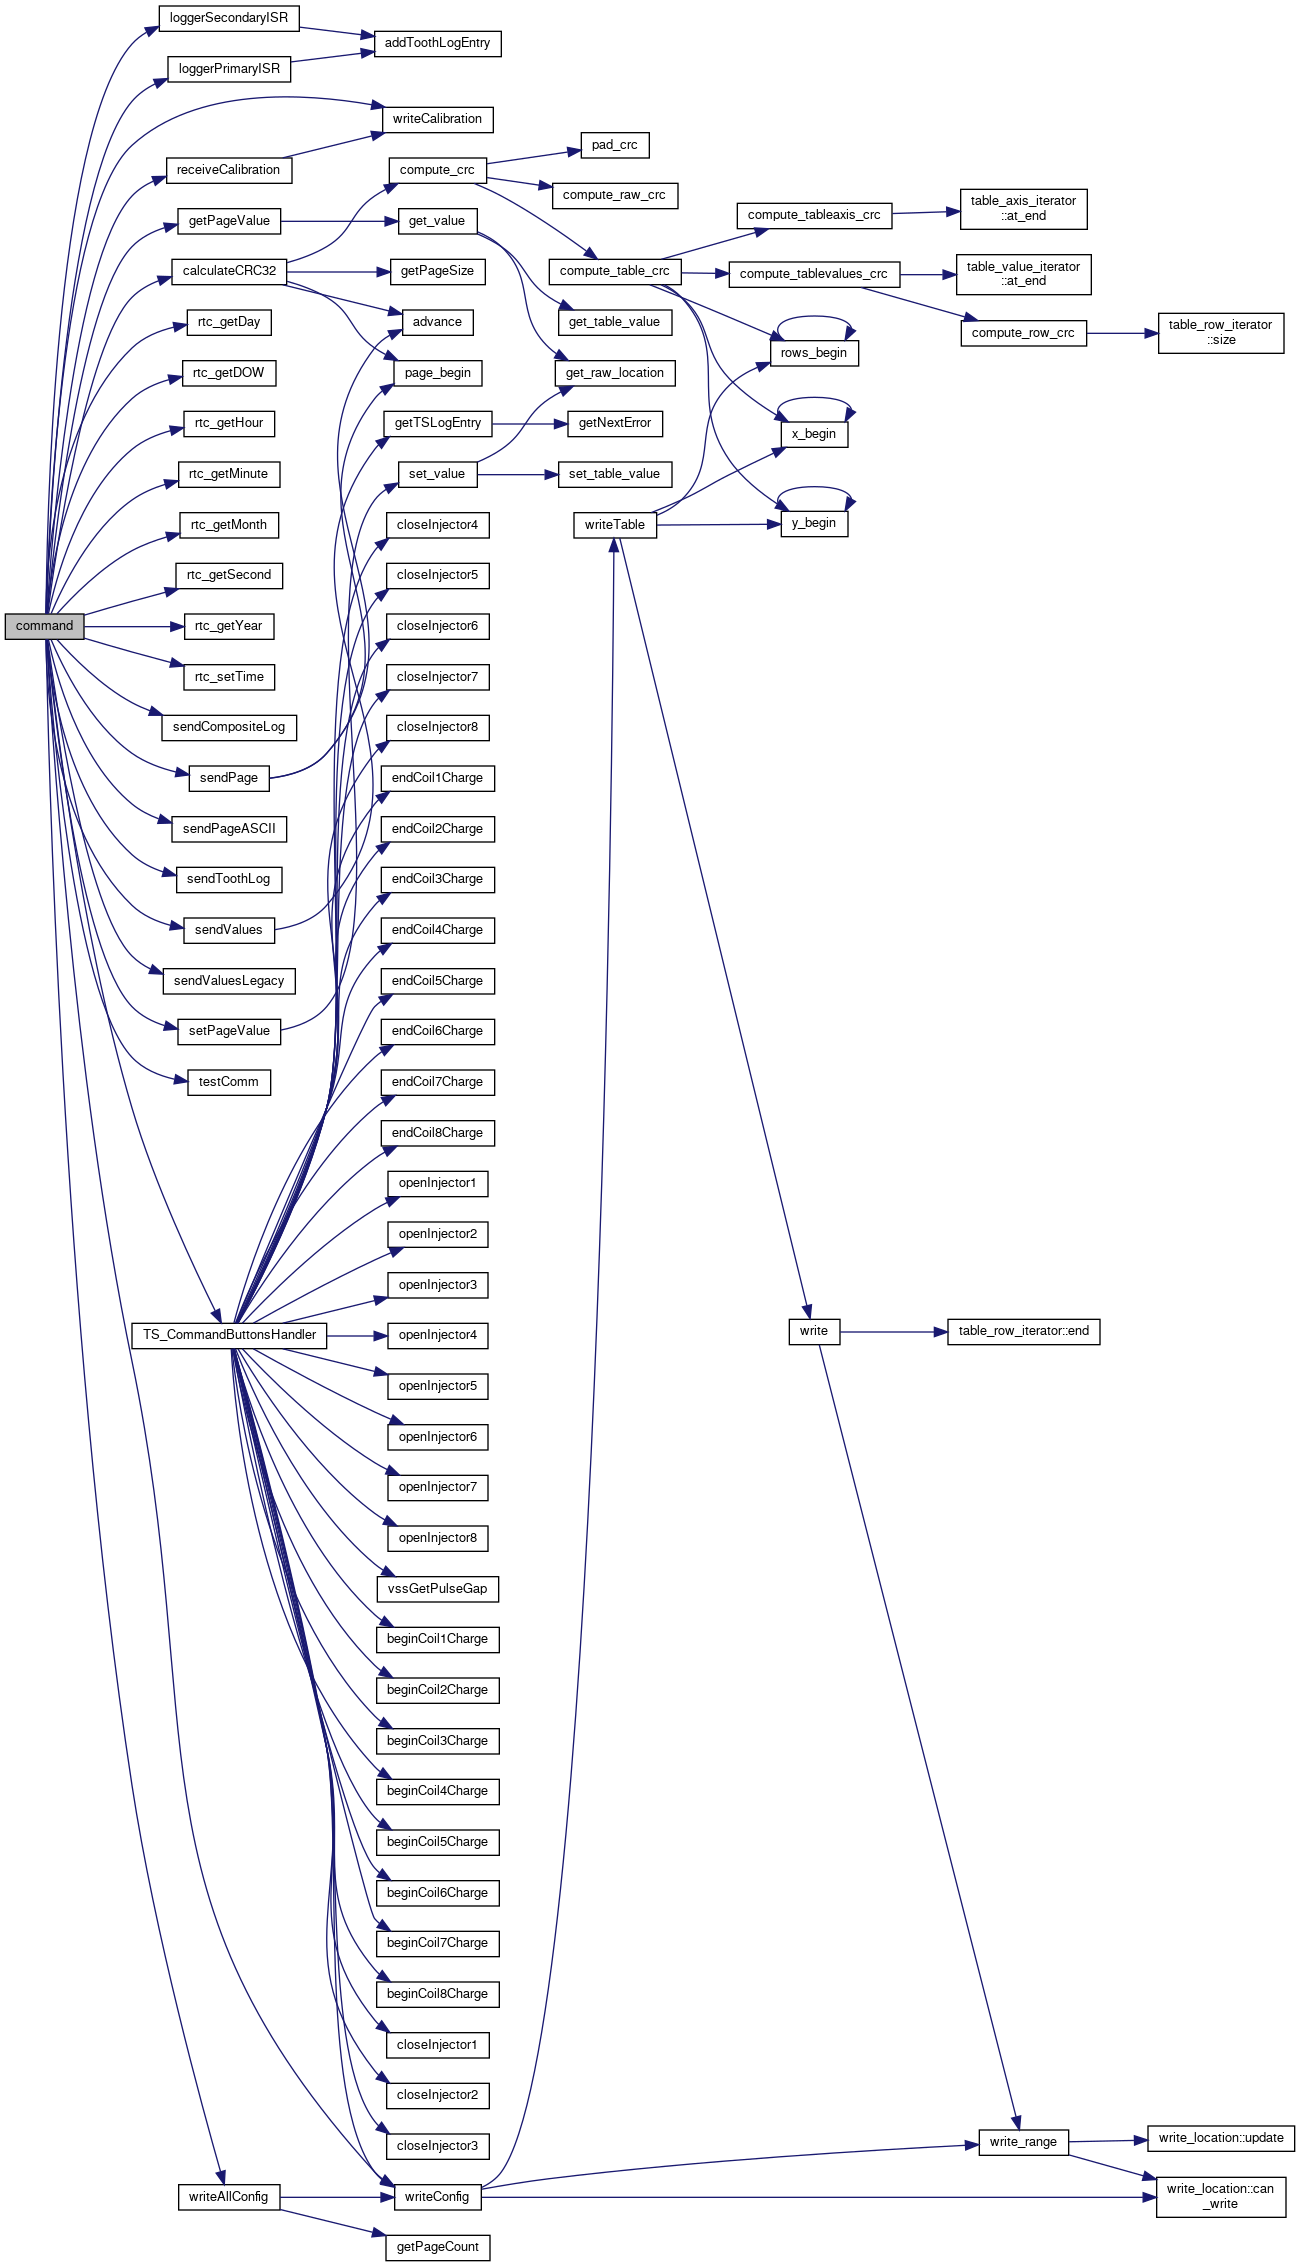 loggerSecondaryISR
addToothLogEntry
loggerPrimaryISR
writeCalibration
pad_crc
receiveCalibration
compute_crc
compute_raw_crc
table_axis_iterator
::at_end
getPageValue
get_value
compute_tableaxis_crc
calculateCRC32
getPageSize
compute_table_crc
compute_tablevalues_crc
table_value_iterator
::at_end
rtc_getDay
advance
get_table_value
compute_row_crc
table_row_iterator
::size
rows_begin
rtc_getDOW
page_begin
get_raw_location
rtc_getHour
getTSLogEntry
getNextError
x_begin
rtc_getMinute
set_value
set_table_value
rtc_getMonth
closeInjector4
writeTable
y_begin
rtc_getSecond
closeInjector5
command
rtc_getYear
closeInjector6
rtc_setTime
closeInjector7
sendCompositeLog
closeInjector8
sendPage
endCoil1Charge
sendPageASCII
endCoil2Charge
sendToothLog
endCoil3Charge
sendValues
endCoil4Charge
sendValuesLegacy
endCoil5Charge
setPageValue
endCoil6Charge
testComm
endCoil7Charge
endCoil8Charge
openInjector1
openInjector2
openInjector3
TS_CommandButtonsHandler
openInjector4
write
table_row_iterator::end
openInjector5
openInjector6
openInjector7
openInjector8
vssGetPulseGap
beginCoil1Charge
beginCoil2Charge
beginCoil3Charge
beginCoil4Charge
beginCoil5Charge
beginCoil6Charge
beginCoil7Charge
beginCoil8Charge
closeInjector1
closeInjector2
closeInjector3
write_range
write_location::update
writeAllConfig
writeConfig
write_location::can
_write
getPageCount